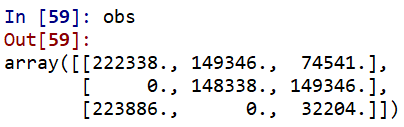 In [59]: obs
Out[59]:
array([[222338., 149346.,  74541.],
       [     0., 148338., 149346.],
       [223886.,      0.,  32204.]])